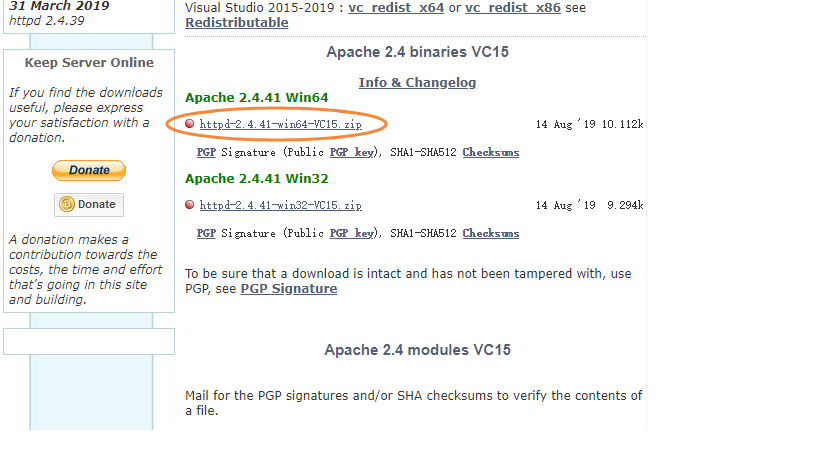 31 March 2019
httpd 2.4.39
Keep Server Online
If you find the downloads
useful, please express
your satisfaction with a
donation.
Donate
Donate
A donation makes a
contribution towards the
costs, the time and effort
that's going in this site
and building.
Visual Studio 2015-2019 : vc_redist_x64 or vc_redist_x86 see
Redistributable
Apache 2.4 binaries VC15
Info & Changelog
Apache 2.4.41 Win64
httpd-2.4.41-win64-VC15.zip 14 Aug '19 10.112k
PGP Signature (Public PGP key), SHA1-SHA512 Checksums
Apache 2.4.41 Win32
httpd-2.4.41-win32-VC15.zip 14 Aug '19 9.294k
PGP Signature (Public PGP key), SHA1-SHA512 Checksums
To be sure that a download is intact and has not been tampered with, use
PGP, see PGP Signature
Apache 2.4 modules VC15
Mail for the PGP signatures and/or SHA checksums to verify the contents of
a file.